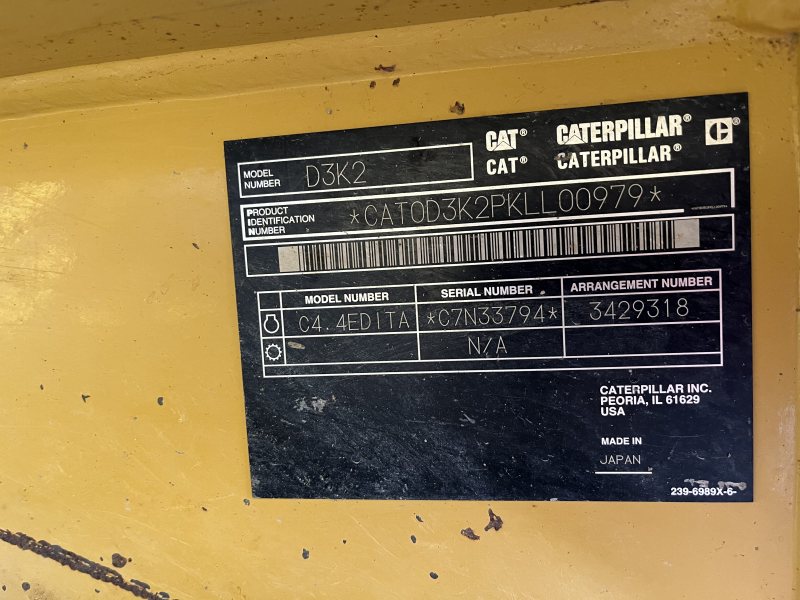 CAT® CATERPILLAR® C®
CAT® CATERPILLAR®
MODEL NUMBER D3K2
PRODUCT IDENTIFICATION NUMBER *CAT0D3K2PKLL00979*
MODEL NUMBER SERIAL NUMBER ARRANGEMENT NUMBER
C4.4EDITA *C7N33794* 3429318
N/A
CATERPILLAR INC.
PEORIA, IL 61629
USA
MADE IN
JAPAN
239-6989X-6-